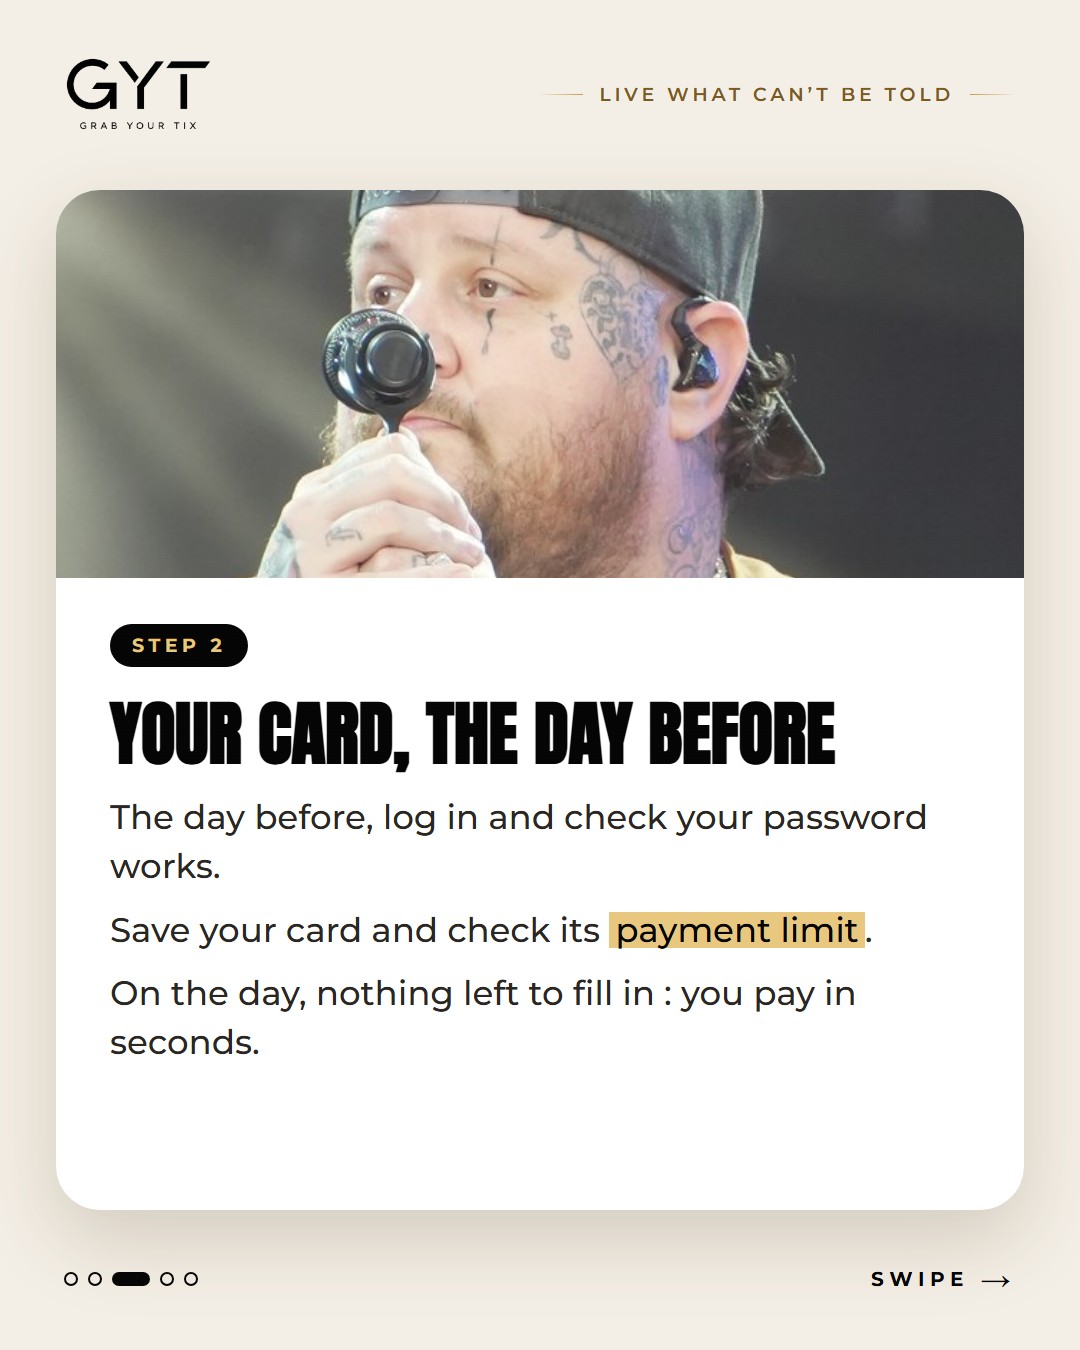 GYT
GRAB YOUR TIX
LIVE WHAT CAN’T BE TOLD
STEP 2
YOUR CARD, THE DAY BEFORE
The day before, log in and check your password
works.
Save your card and check its payment limit.
On the day, nothing left to fill in : you pay in
seconds.
SWIPE →